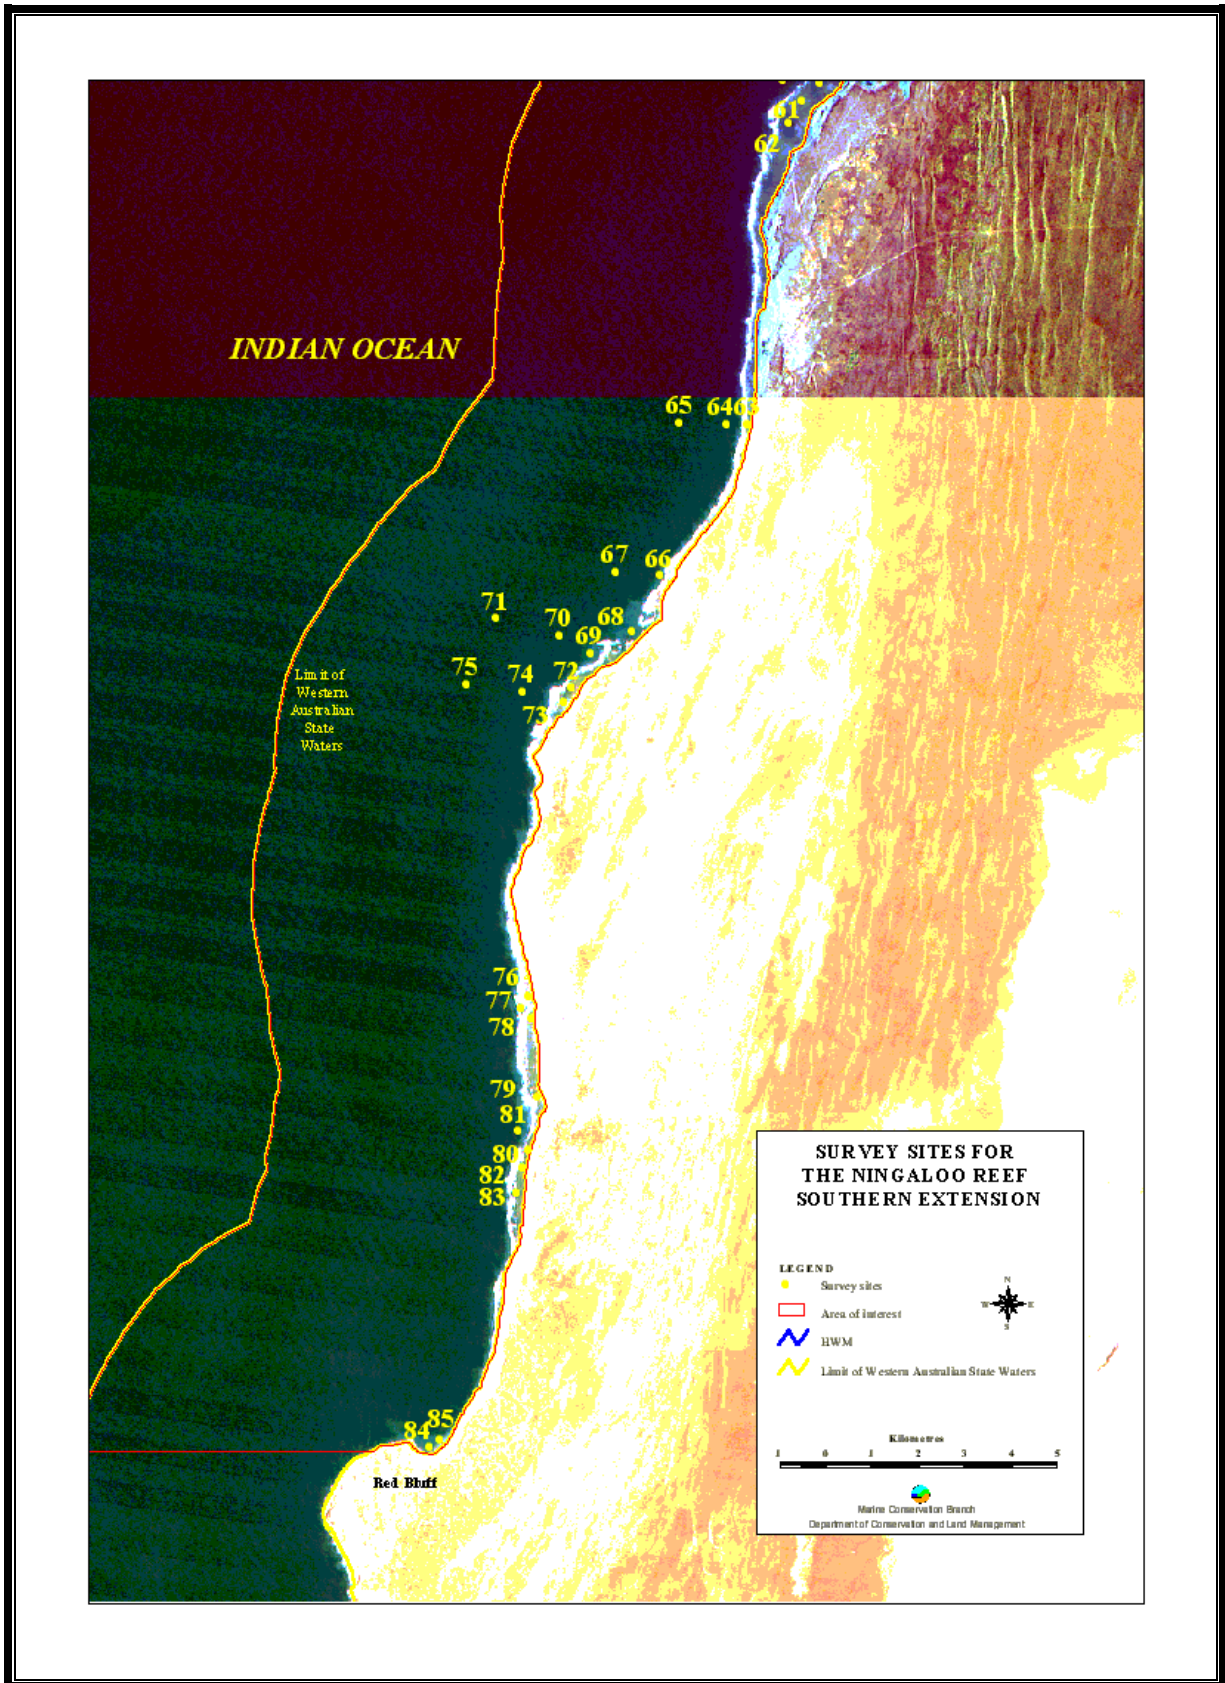 61
62
INDIAN OCEAN
65 64 63
67 66
71 70 69 68
75 74 72
73
Limit of
Western
Australian
State
Waters
76
77
78
79
81
80
82
83
84 85
Red Bluff
SURVEY SITES FOR
THE NINGALOO REEF
SOUTHERN EXTENSION
LEGEND
Survey sites
Area of interest
HWM
Limit of Western Australian State Waters
N
W E
S
Kilometres
1 0 1 2 3 4 5
Marine Conservation Branch
Department of Conservation and Land Management